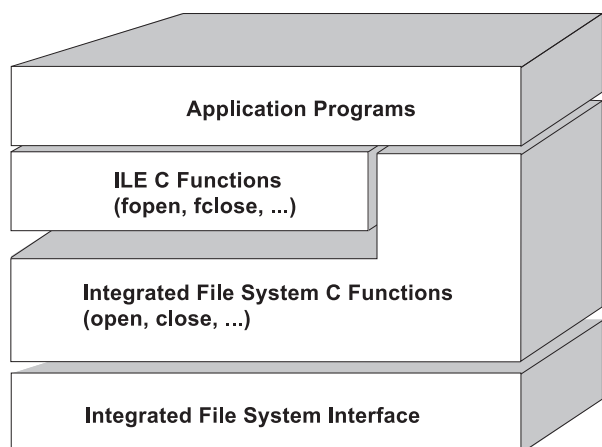 Application Programs
ILE C Functions
(fopen, fclose, ...)
Integrated File System C Functions
(open, close, ...)
Integrated File System Interface